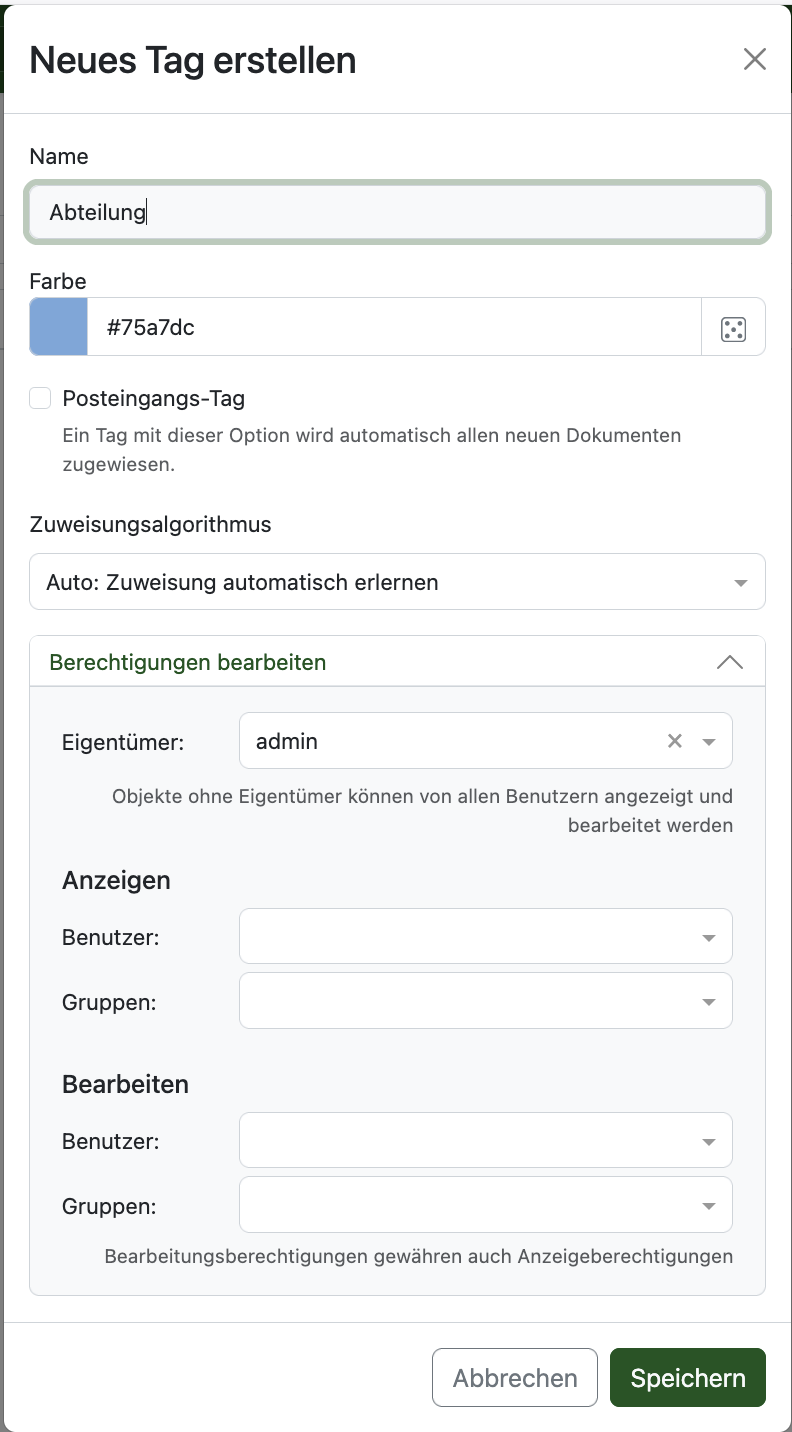 Neues Tag erstellen
Name
Abteilung
Farbe
#75a7dc
Posteingangs-Tag
Ein Tag mit dieser Option wird automatisch allen neuen Dokumenten
zugewiesen.
Zuweisungsalgorithmus
Auto: Zuweisung automatisch erlernen
Berechtigungen bearbeiten
Eigentümer:
admin
Objekte ohne Eigentümer können von allen Benutzern angezeigt und
bearbeitet werden
Anzeigen
Benutzer:
Gruppen:
Bearbeiten
Benutzer:
Gruppen:
Bearbeitungsberechtigungen gewähren auch Anzeigeberechtigungen
Abbrechen
Speichern